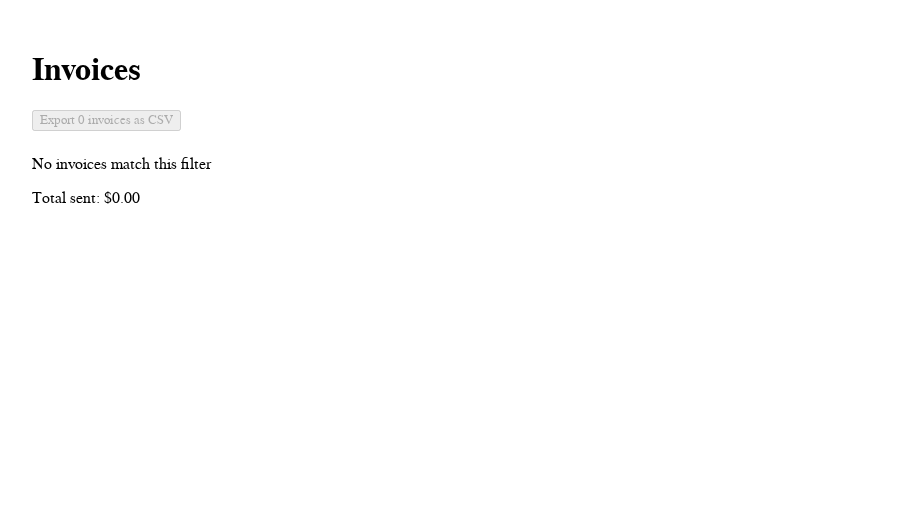 Invoices
Export 0 invoices as CSV
No invoices match this filter
Total sent: $0.00